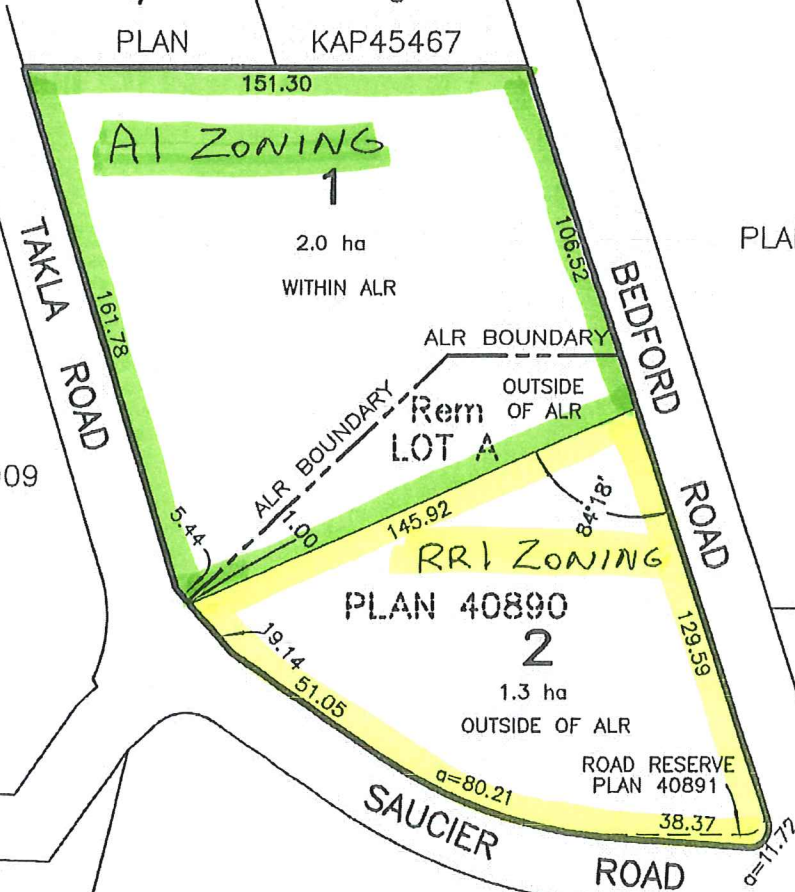 PLAN KAP45467
151.30
A1 ZONING
1
2.0 ha
WITHIN ALR
106.52
PLA
TAKLA ROAD
161.78
BEDFORD ROAD
ALR BOUNDARY
OUTSIDE
OF ALR
ALR BOUNDARY
Rem
LOT A
09
5.44
1.00
145.92
84°18'
RR1 ZONING
PLAN 40890
2
1.3 ha
OUTSIDE OF ALR
129.59
19.14
51.05
ROAD RESERVE
PLAN 40891
a=80.21
38.37
a=11.72
SAUCIER ROAD